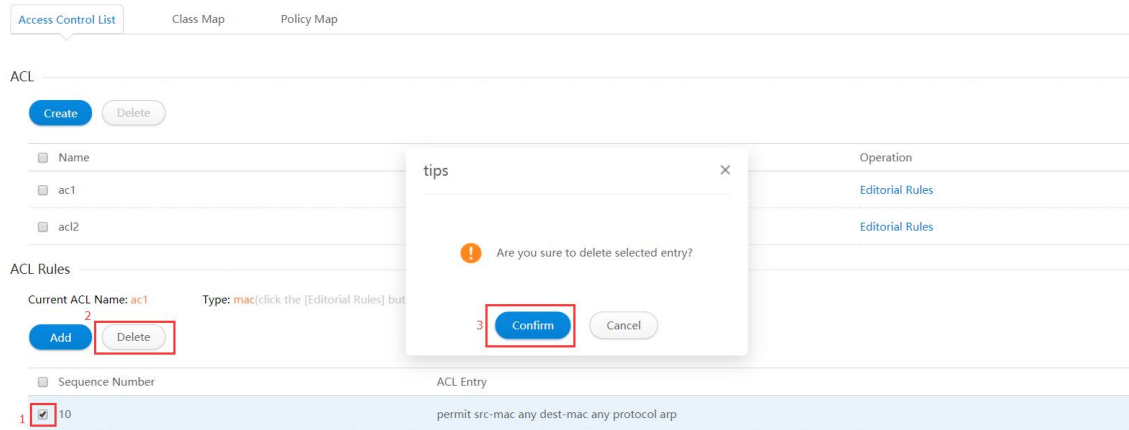 Access Control List Class Map Policy Map
ACL
Create Delete
Name Operation
tips
ac1 Editorial Rules
acl2 Editorial Rules
Are you sure to delete selected entry?
ACL Rules
Current ACL Name: ac1 Type: mac(click the [Editorial Rules] but
2
Add Delete
3 Confirm Cancel
Sequence Number ACL Entry
1 10 permit src-mac any dest-mac any protocol arp